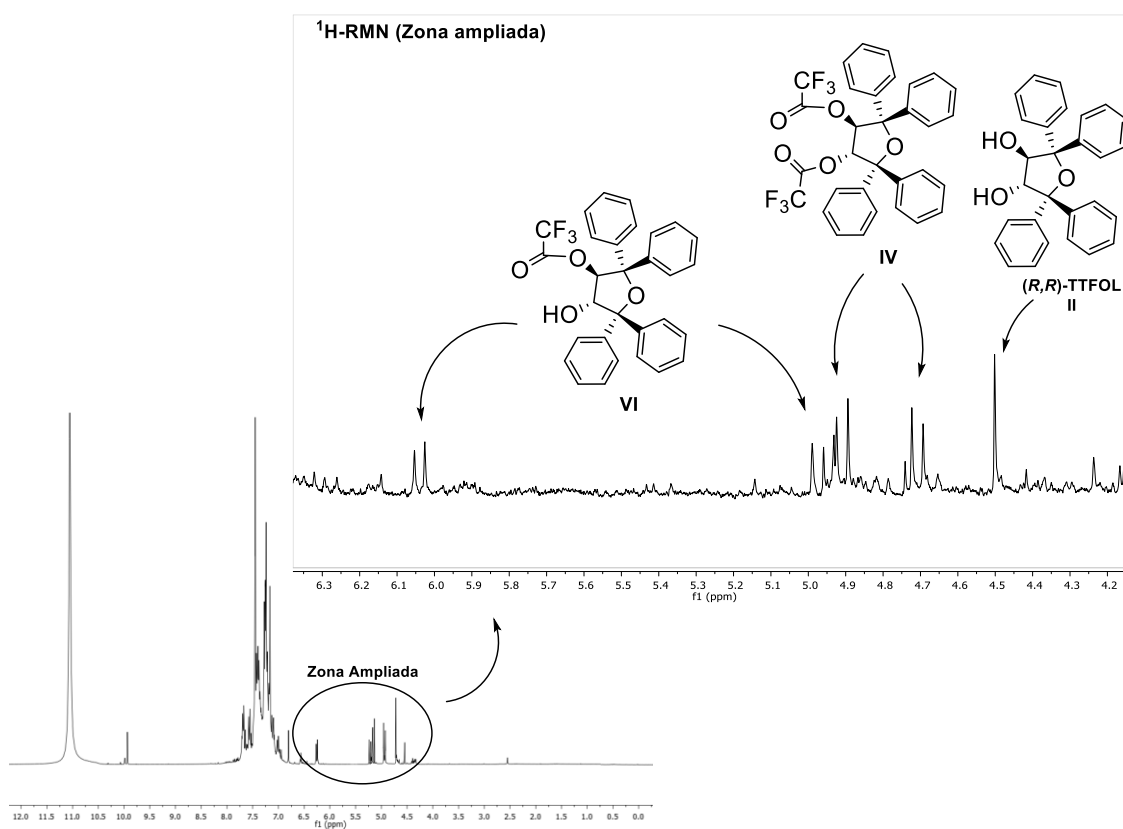 ¹H-RMN (Zona ampliada)
CF₃
O
O
O
O
O
F₃C
CF₃
O
O
HO
O
VI
IV
HO
HO
O
(R,R)-TTFOL
II
6.3 6.2 6.1 6.0 5.9 5.8 5.7 5.6 5.5 5.4 5.3 5.2 5.1 5.0 4.9 4.8 4.7 4.6 4.5 4.4 4.3 4.2
f1 (ppm)
Zona Ampliada
12.0 11.5 11.0 10.5 10.0 9.5 9.0 8.5 8.0 7.5 7.0 6.5 6.0 5.5 5.0 4.5 4.0 3.5 3.0 2.5 2.0 1.5 1.0 0.5 0.0
f1 (ppm)